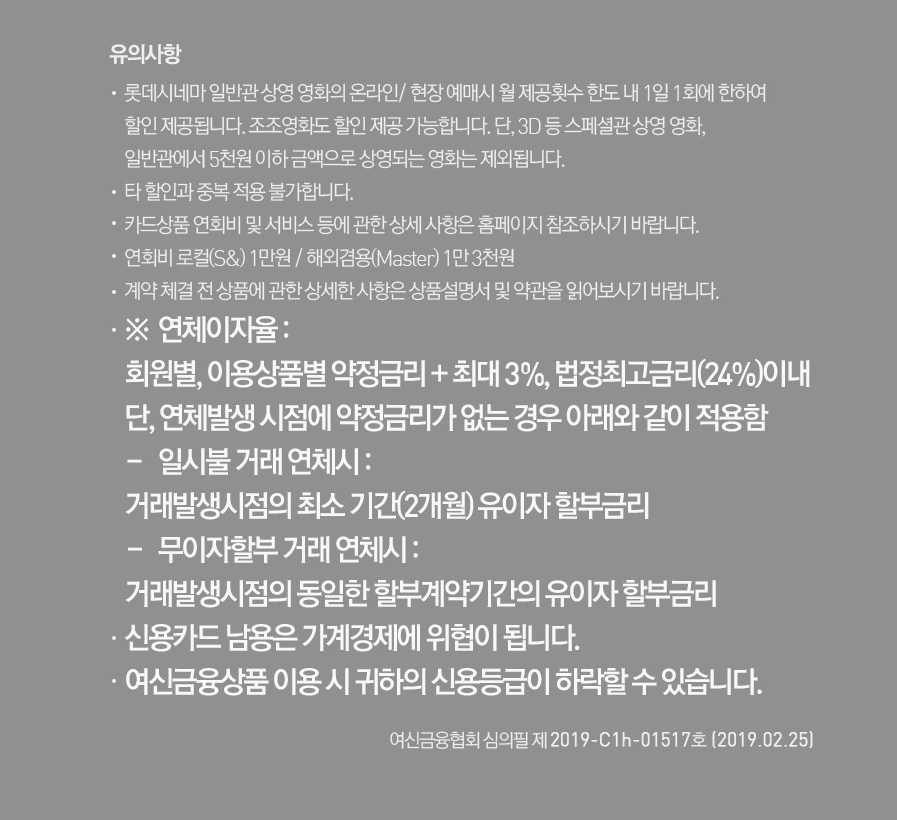 유의사항
· 롯데시네마 일반관 상영 영화의 온라인/ 현장 예매시 월 제공횟수 한도 내 1일 1회에 한하여
할인 제공됩니다. 조조영화도 할인 제공 가능합니다. 단, 3D 등 스페셜관 상영 영화,
일반관에서 5천원 이하 금액으로 상영되는 영화는 제외됩니다.
· 타 할인과 중복 적용 불가합니다.
· 카드상품 연회비 및 서비스 등에 관한 상세 사항은 홈페이지 참조하시기 바랍니다.
· 연회비 로컬(S&) 1만원 / 해외겸용(Master) 1만 3천원
· 계약 체결 전 상품에 관한 상세한 사항은 상품설명서 및 약관을 읽어보시기 바랍니다.
· ※ 연체이자율 :
회원별, 이용상품별 약정금리 + 최대 3%, 법정최고금리(24%)이내
단, 연체발생 시점에 약정금리가 없는 경우 아래와 같이 적용함
- 일시불 거래 연체시 :
거래발생시점의 최소 기간(2개월) 유이자 할부금리
- 무이자할부 거래 연체시 :
거래발생시점의 동일한 할부계약기간의 유이자 할부금리
· 신용카드 남용은 가계경제에 위협이 됩니다.
· 여신금융상품 이용 시 귀하의 신용등급이 하락할 수 있습니다.
여신금융협회 심의필 제 2019-C1h-01517호 (2019.02.25)